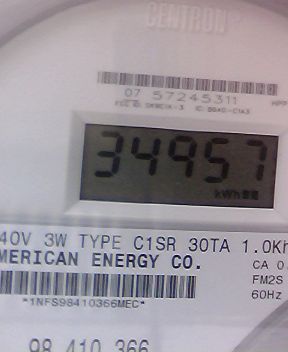 CENTRON
07 57245311
34957
kWh
40V 3W TYPE C1SR 30TA 1.0Kh
MERICAN ENERGY CO.
CA 0.
FM2S
60Hz
*1NFS98410366MEC*
98 410 366